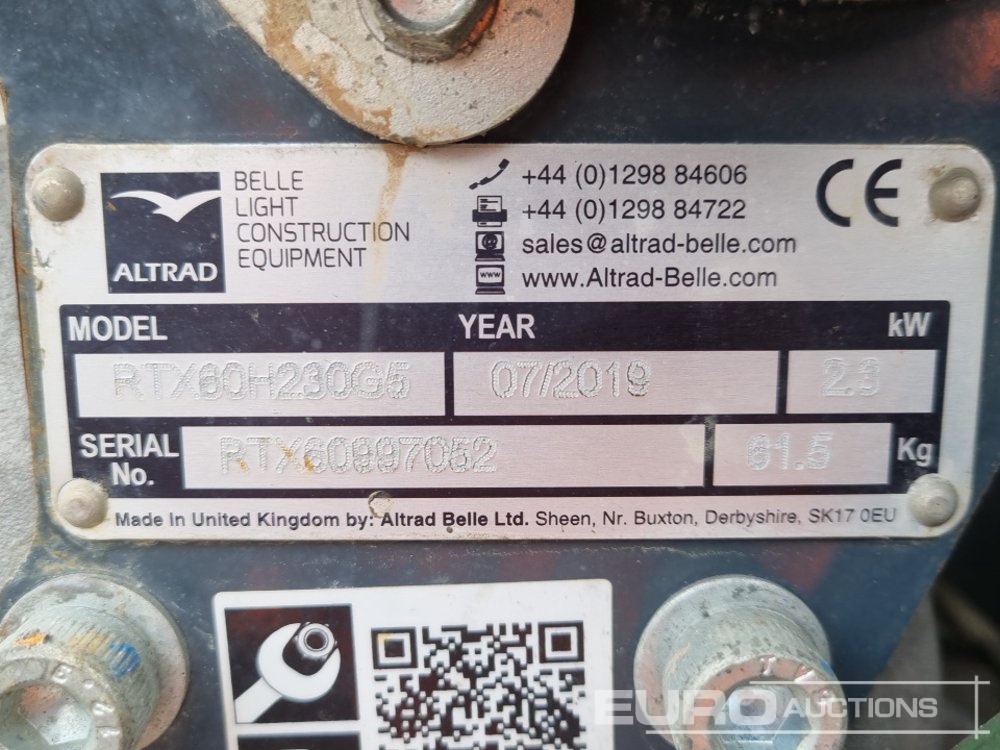 ALTRAD
BELLE
LIGHT
CONSTRUCTION
EQUIPMENT
+44 (0)1298 84606
+44 (0)1298 84722
sales@altrad-belle.com
www
www.Altrad-Belle.com
CE
MODEL YEAR kW
RTX60H230G5 07/2019 2.3
SERIAL No. RTX60997052 61.5 Kg
Made In United Kingdom by: Altrad Belle Ltd. Sheen, Nr. Buxton, Derbyshire, SK17 0EU
EURO AUCTIONS